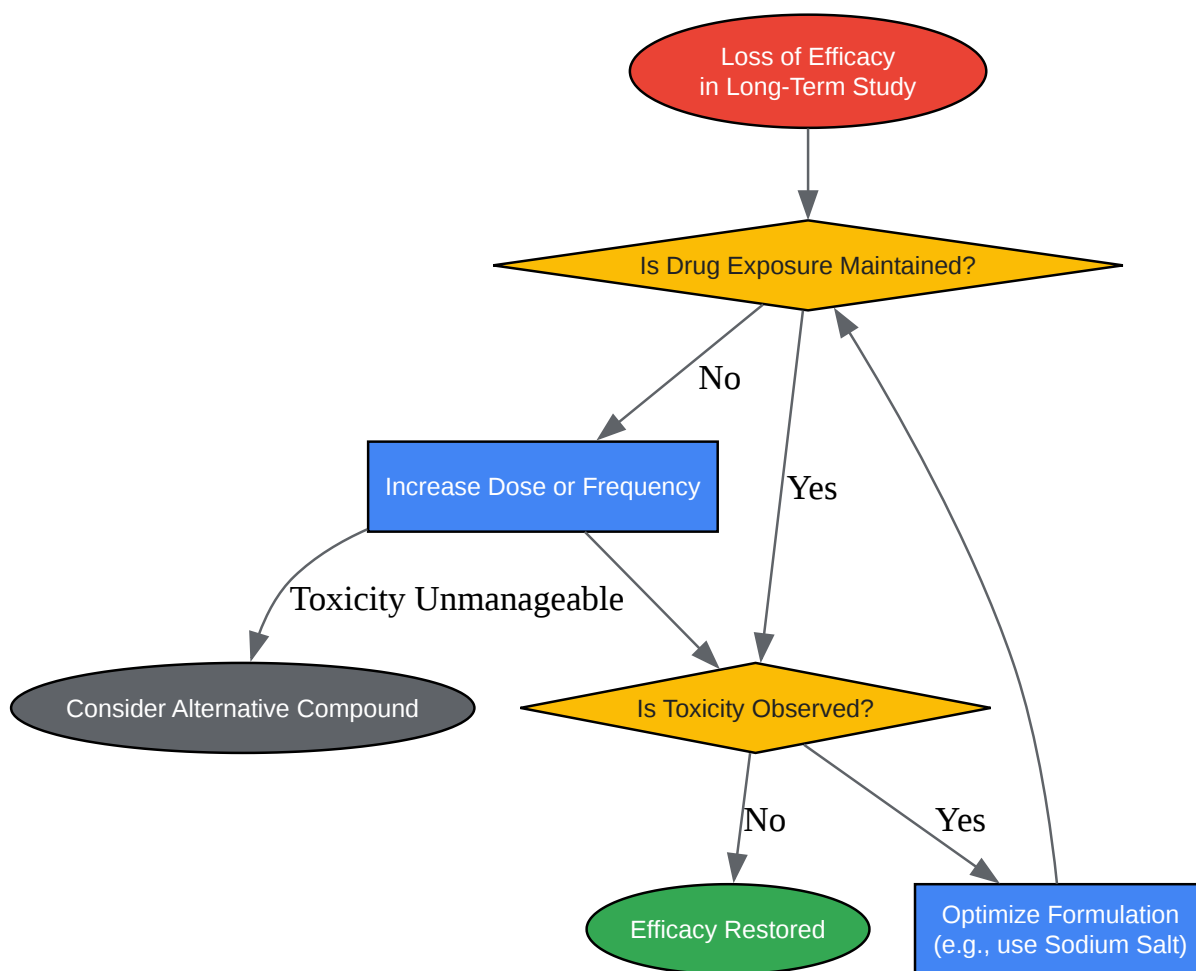 Loss of Efficacy
in Long-Term Study
Is Drug Exposure Maintained?
No
Yes
Increase Dose or Frequency
Toxicity Unmanageable
Consider Alternative Compound
Is Toxicity Observed?
No
Yes
Efficacy Restored
Optimize Formulation
(e.g., use Sodium Salt)